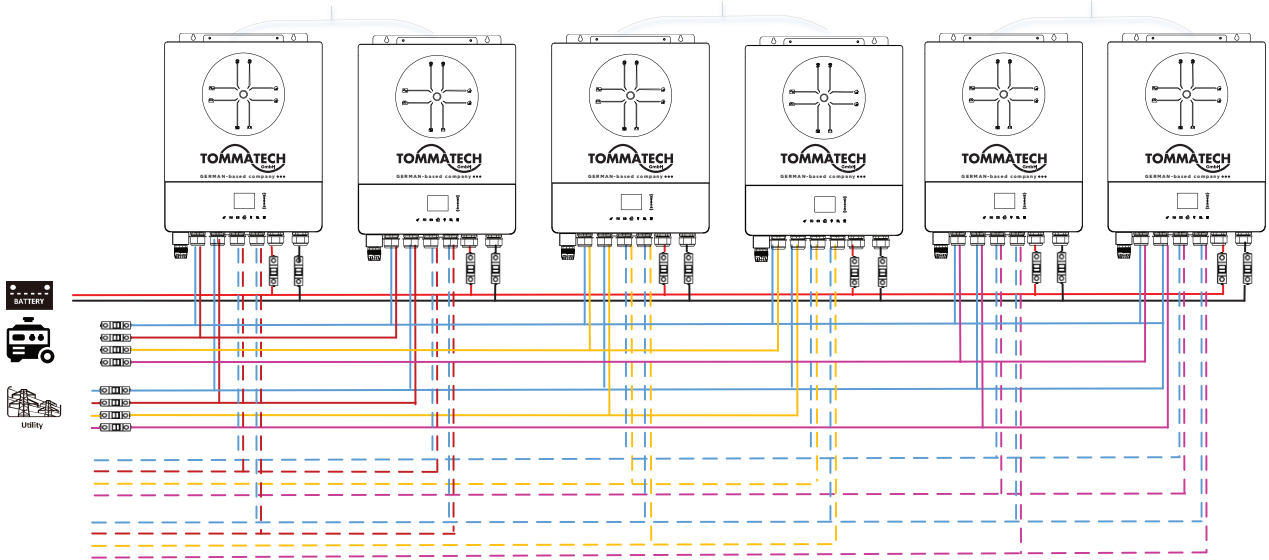 TOMMATECH
GmbH
GERMAN-based company
TOMMATECH
GmbH
GERMAN-based company
TOMMATECH
GmbH
GERMAN-based company
TOMMATECH
GmbH
GERMAN-based company
TOMMATECH
GmbH
GERMAN-based company
TOMMATECH
GmbH
GERMAN-based company
BATTERY
Utility